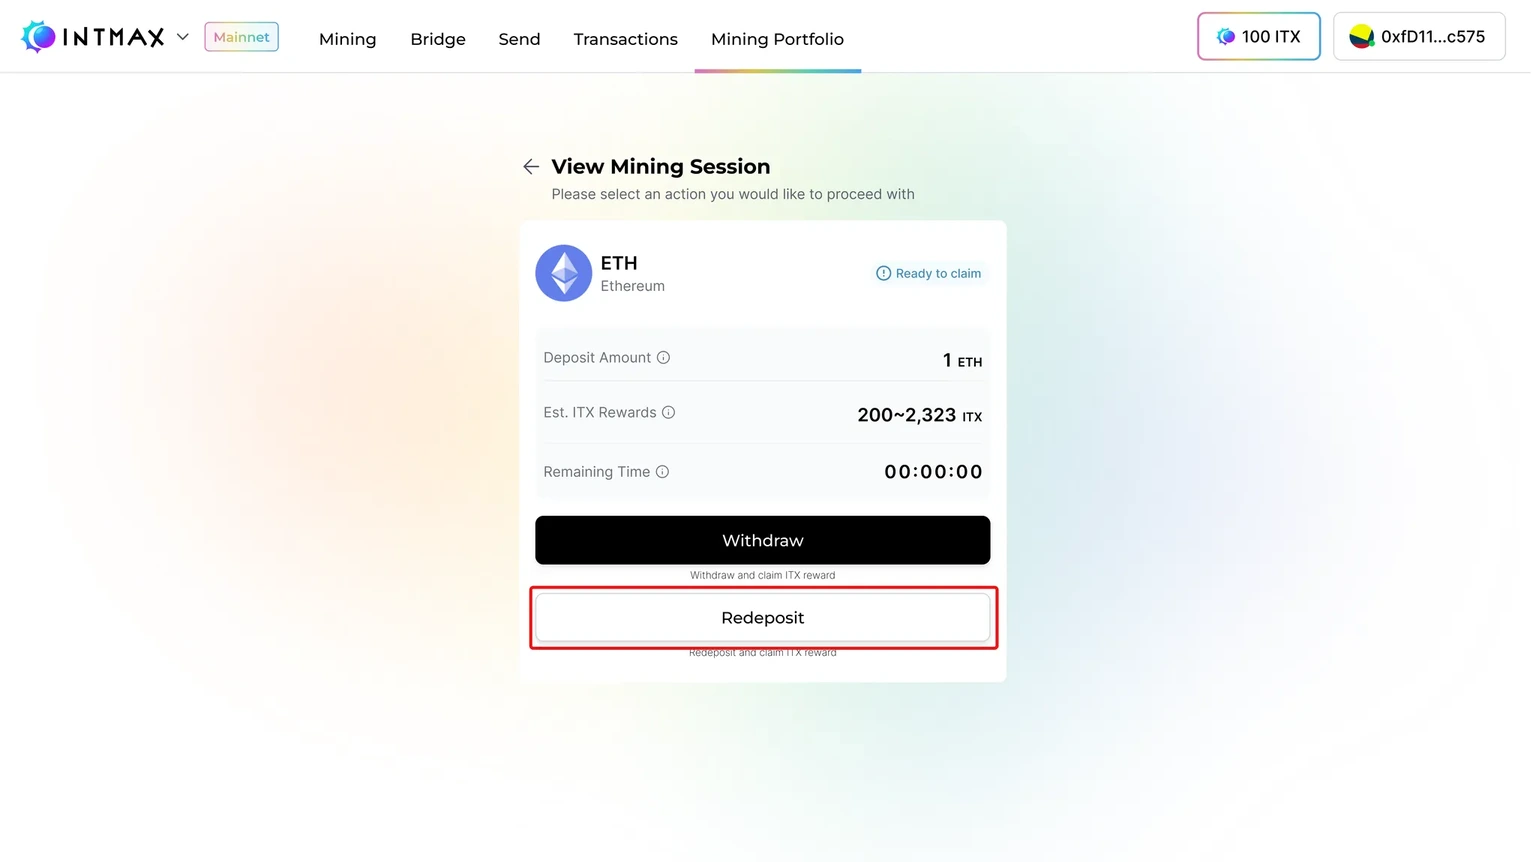 INTMAX Mainnet Mining Bridge Send Transactions Mining Portfolio 100 ITX 0xfD11...c575
View Mining Session
Please select an action you would like to proceed with
ETH
Ethereum
Ready to claim
Deposit Amount 1 ETH
Est. ITX Rewards 200~2,323 ITX
Remaining Time 00:00:00
Withdraw
Withdraw and claim ITX reward
Redeposit
Redeposit and claim ITX reward